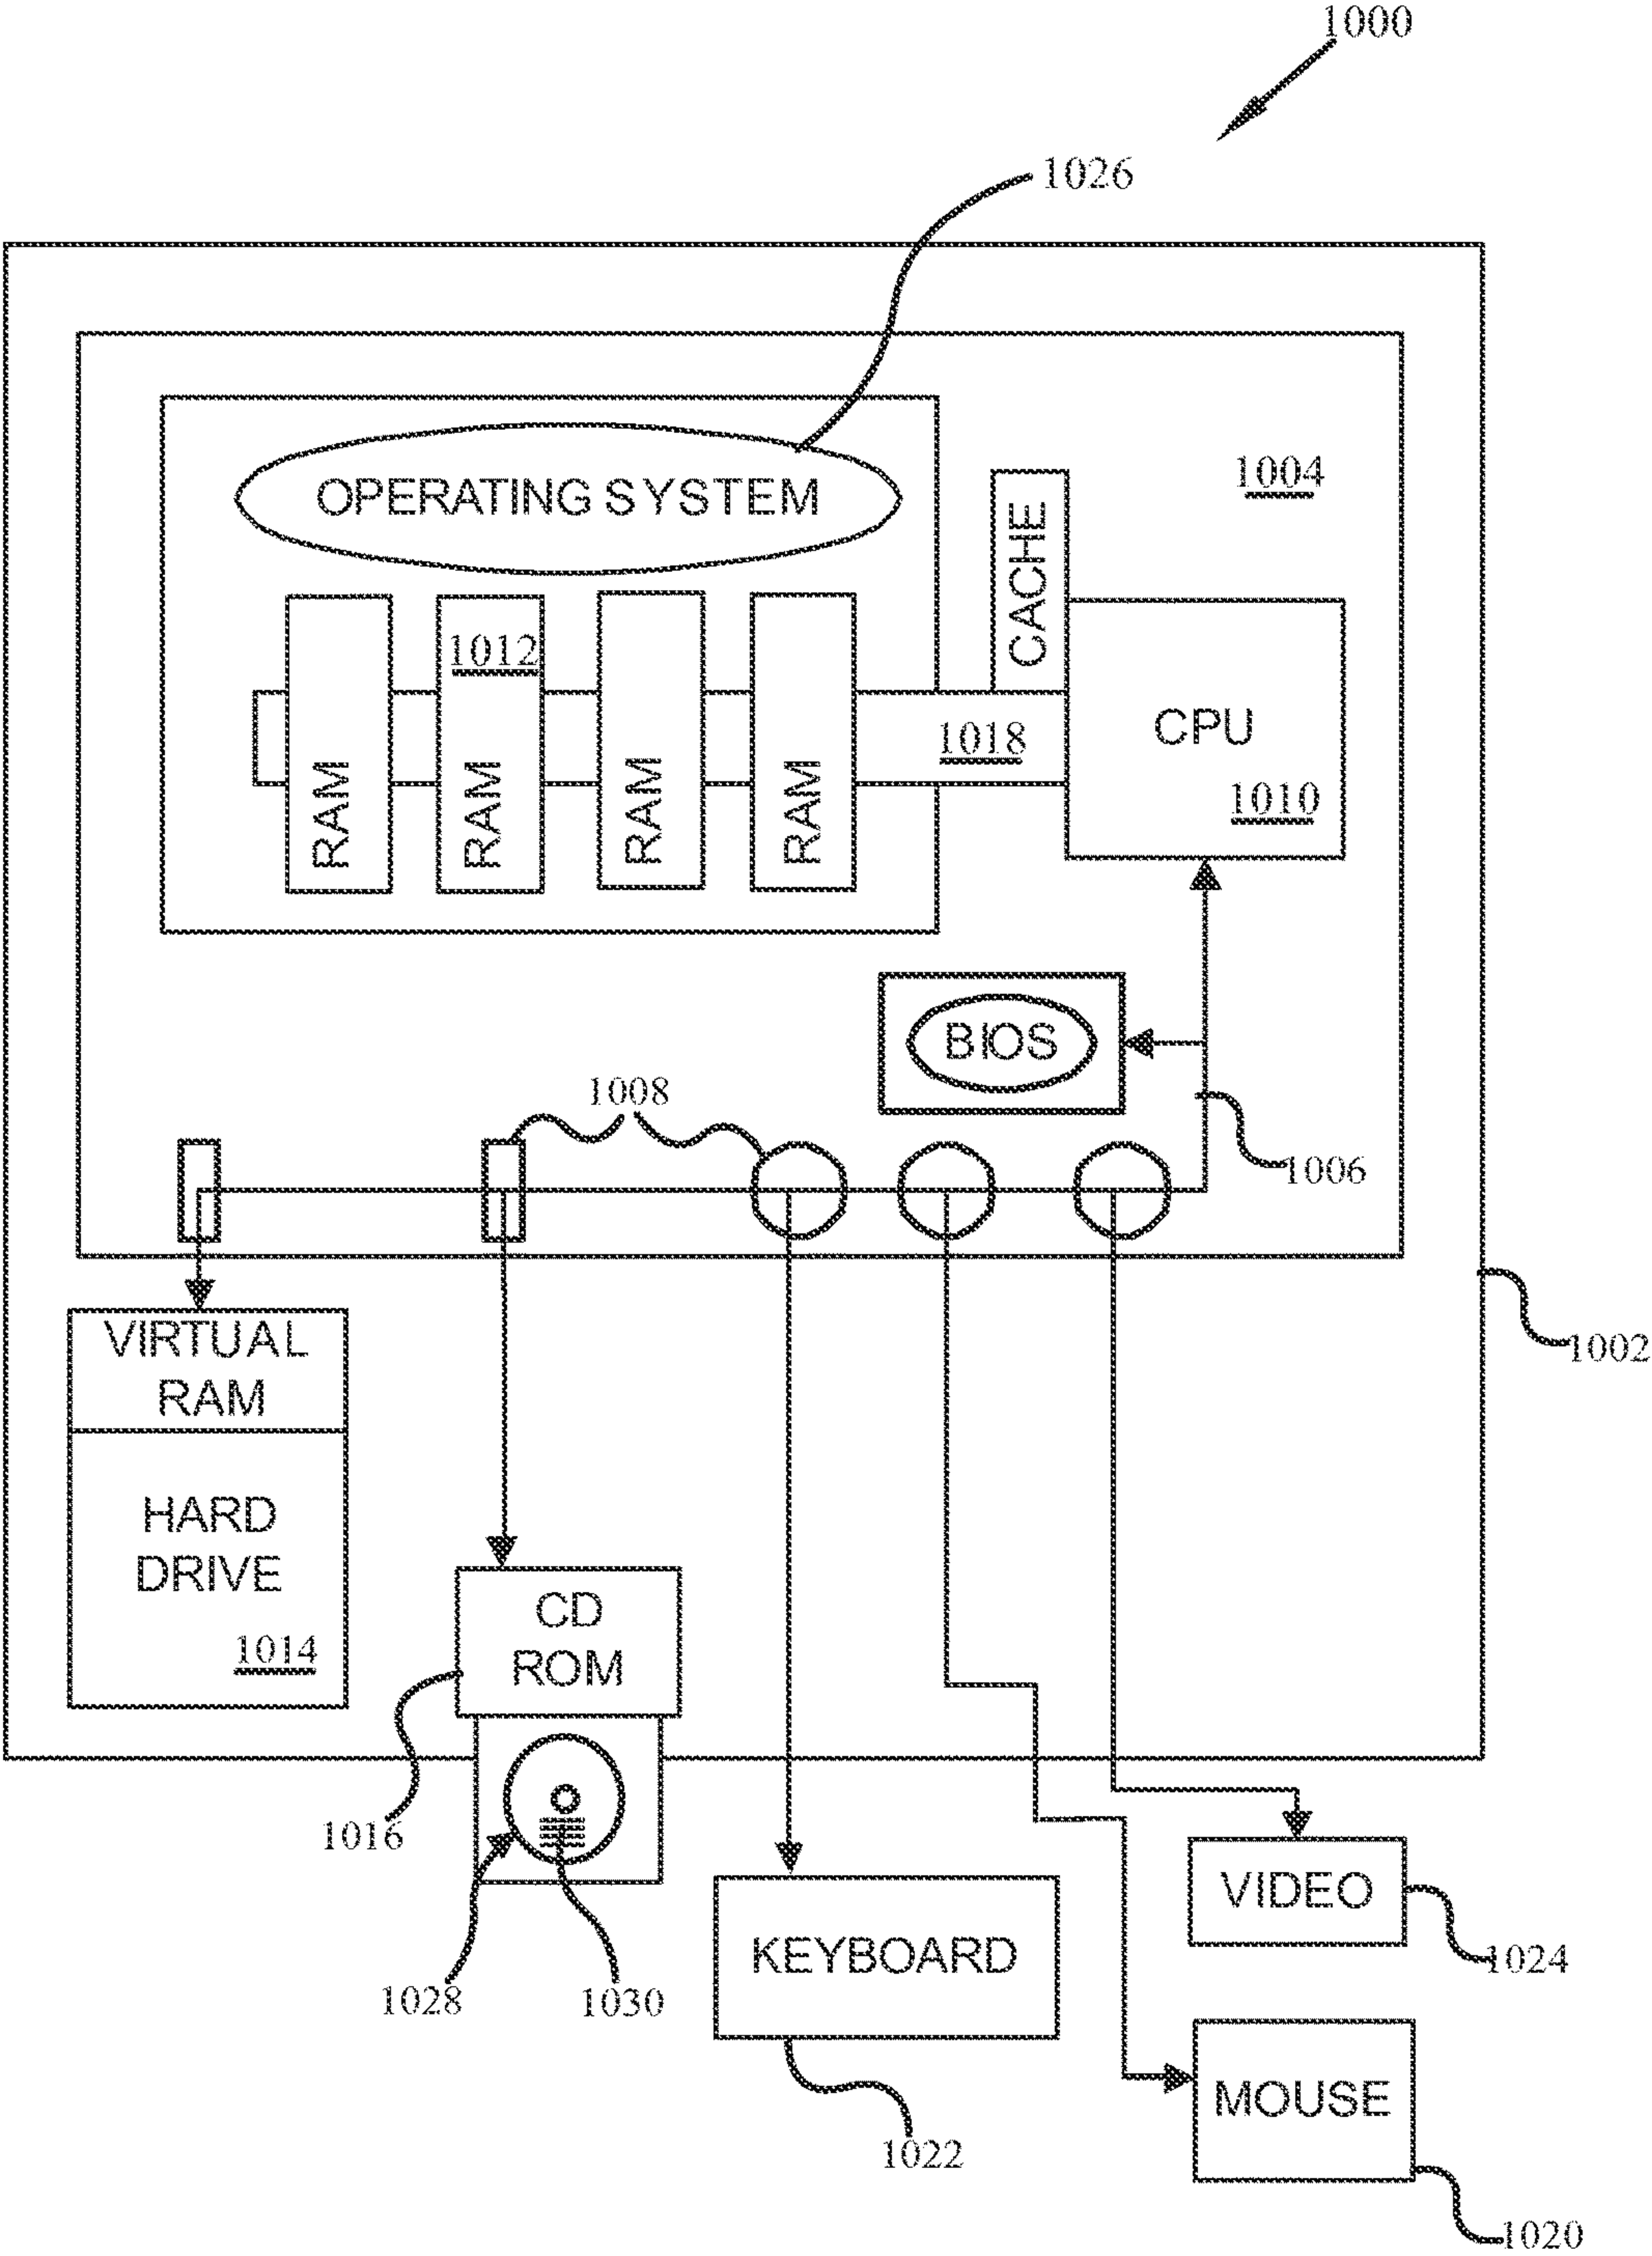 1000
1026
OPERATING SYSTEM
1004
CACHE
1012
1018
CPU
1010
RAM
RAM
RAM
RAM
BIOS
1008
1006
VIRTUAL
RAM
1002
HARD
DRIVE
1014
CD
ROM
1016
VIDEO
KEYBOARD
1024
1028
1030
MOUSE
1022
1020